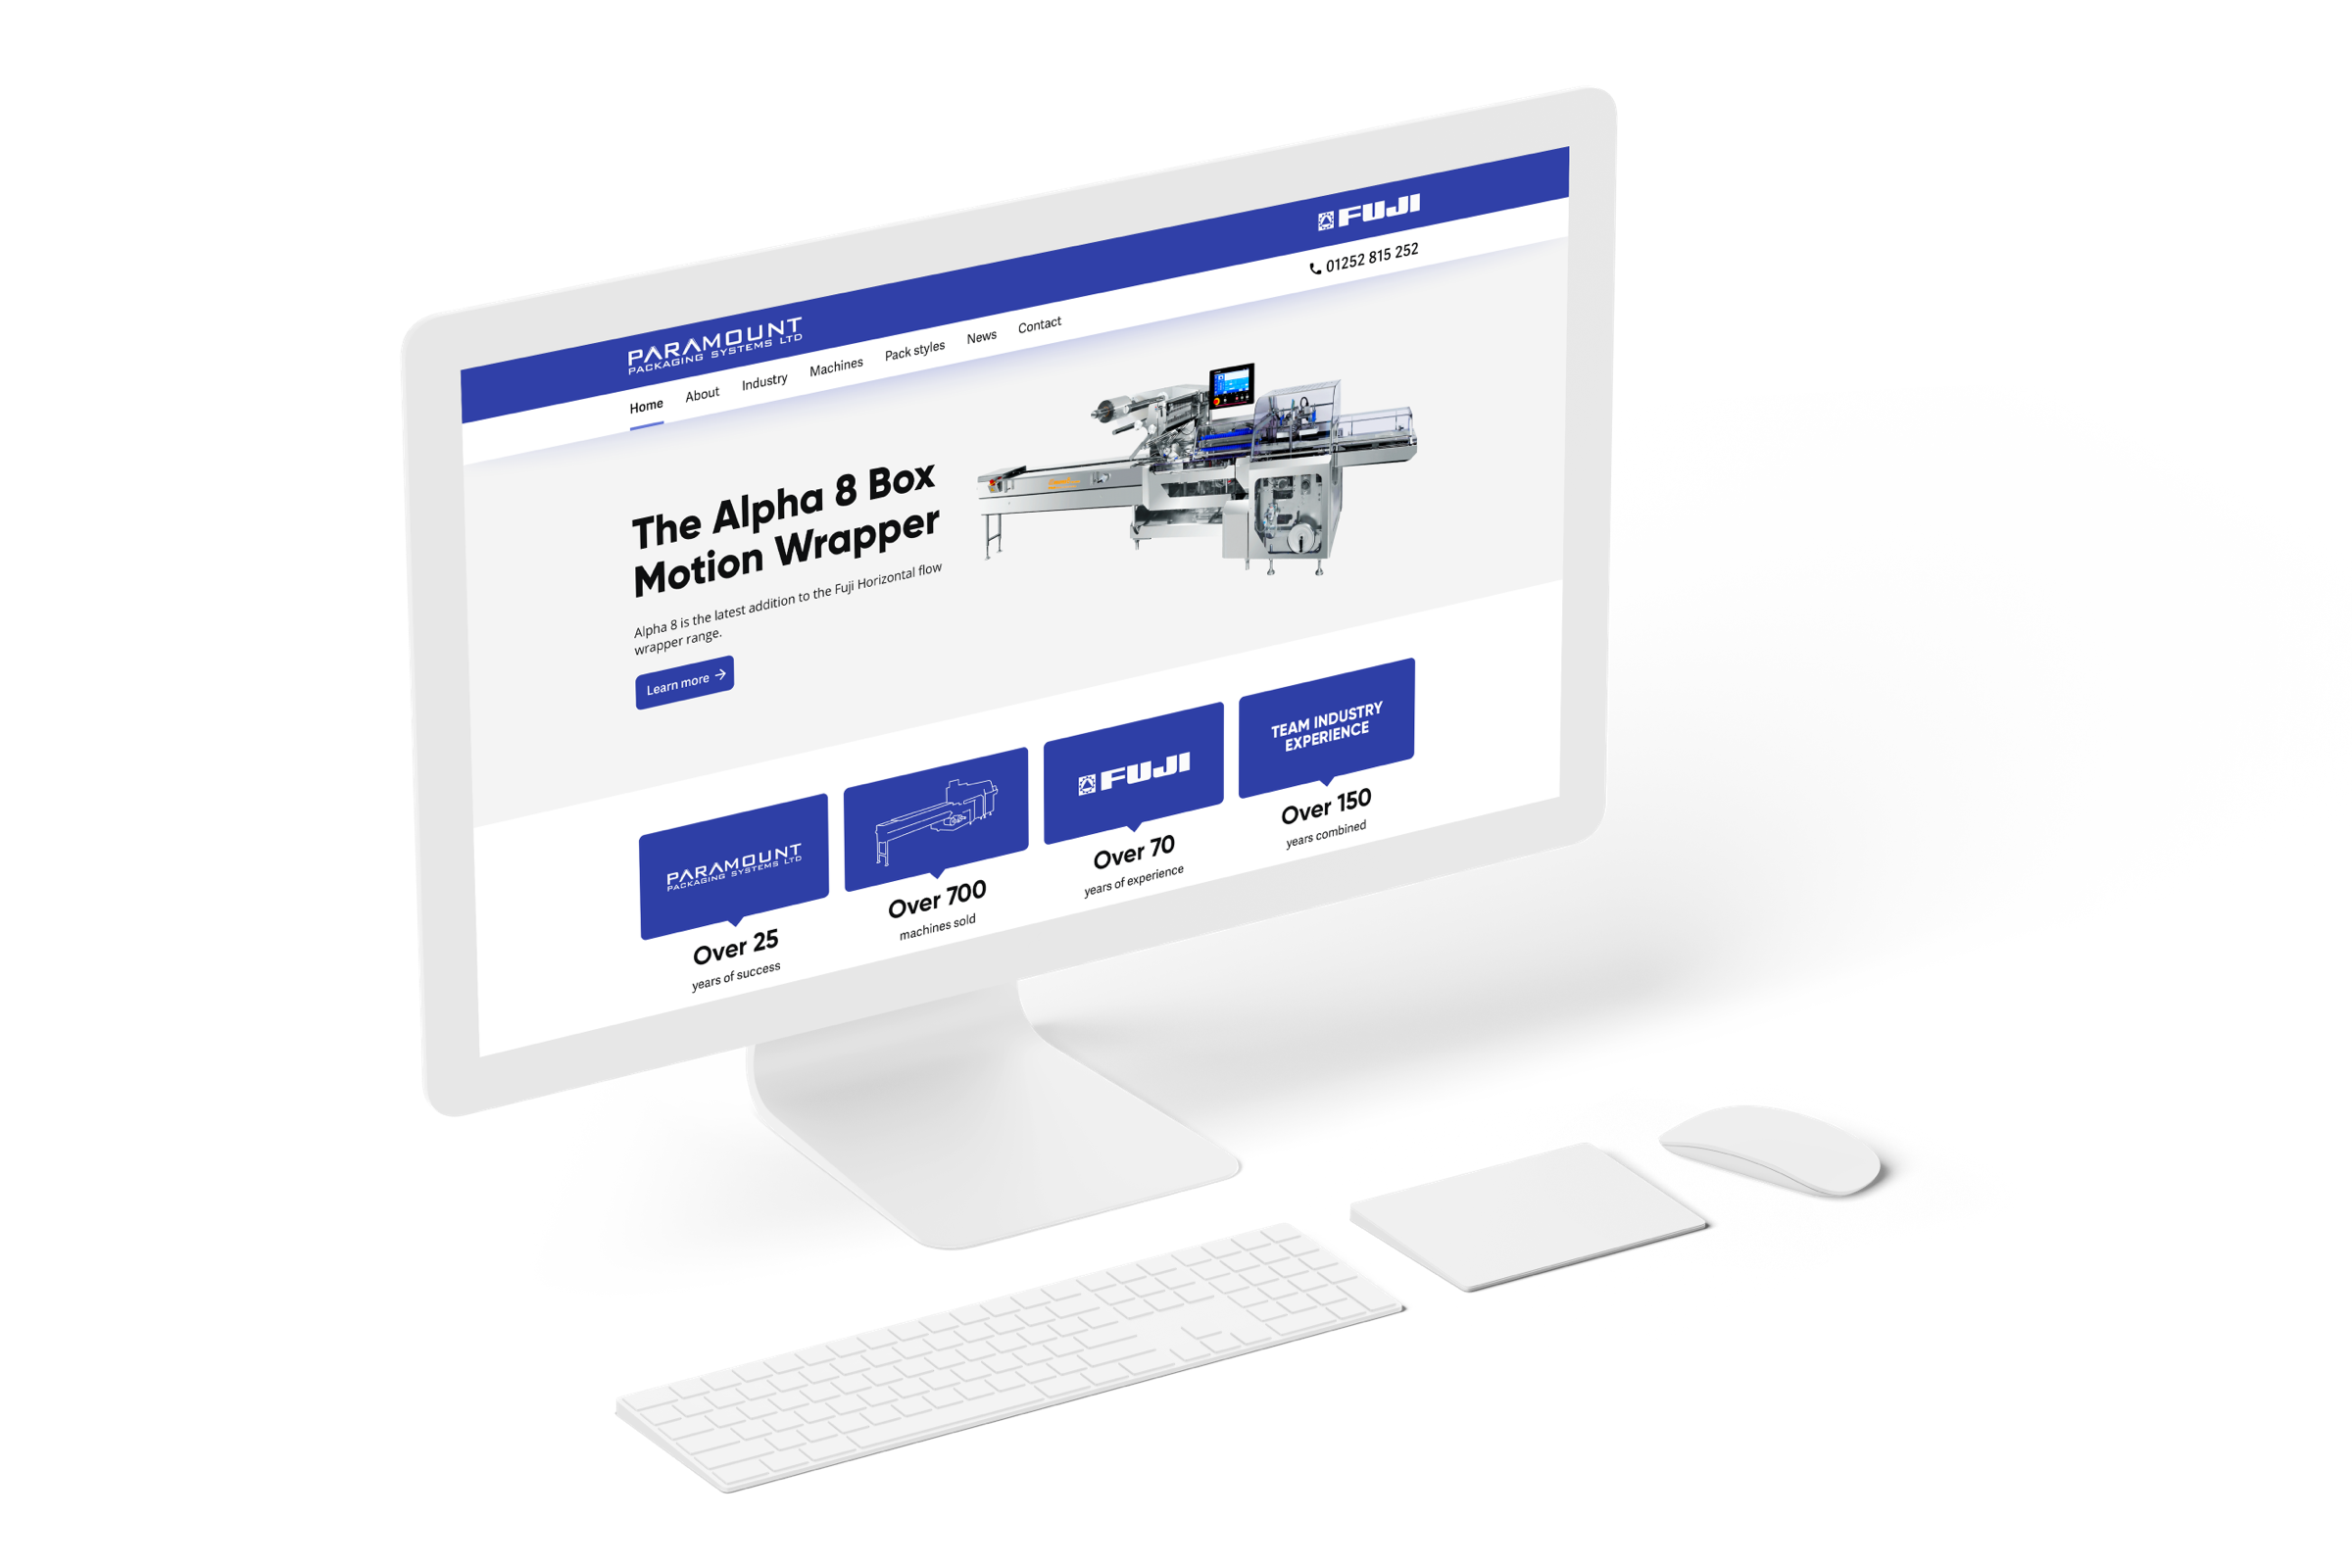 FUJI
PARAMOUNT
PACKAGING SYSTEMS LTD
01252 815 252
Home About Industry Machines Pack styles News Contact
The Alpha 8 Box
Motion Wrapper
Alpha 8 is the latest addition to the Fuji Horizontal flow
wrapper range.
Learn more →
PARAMOUNT
PACKAGING SYSTEMS LTD
Over 25
years of success
Over 700
machines sold
FUJI
Over 70
years of experience
TEAM INDUSTRY
EXPERIENCE
Over 150
years combined